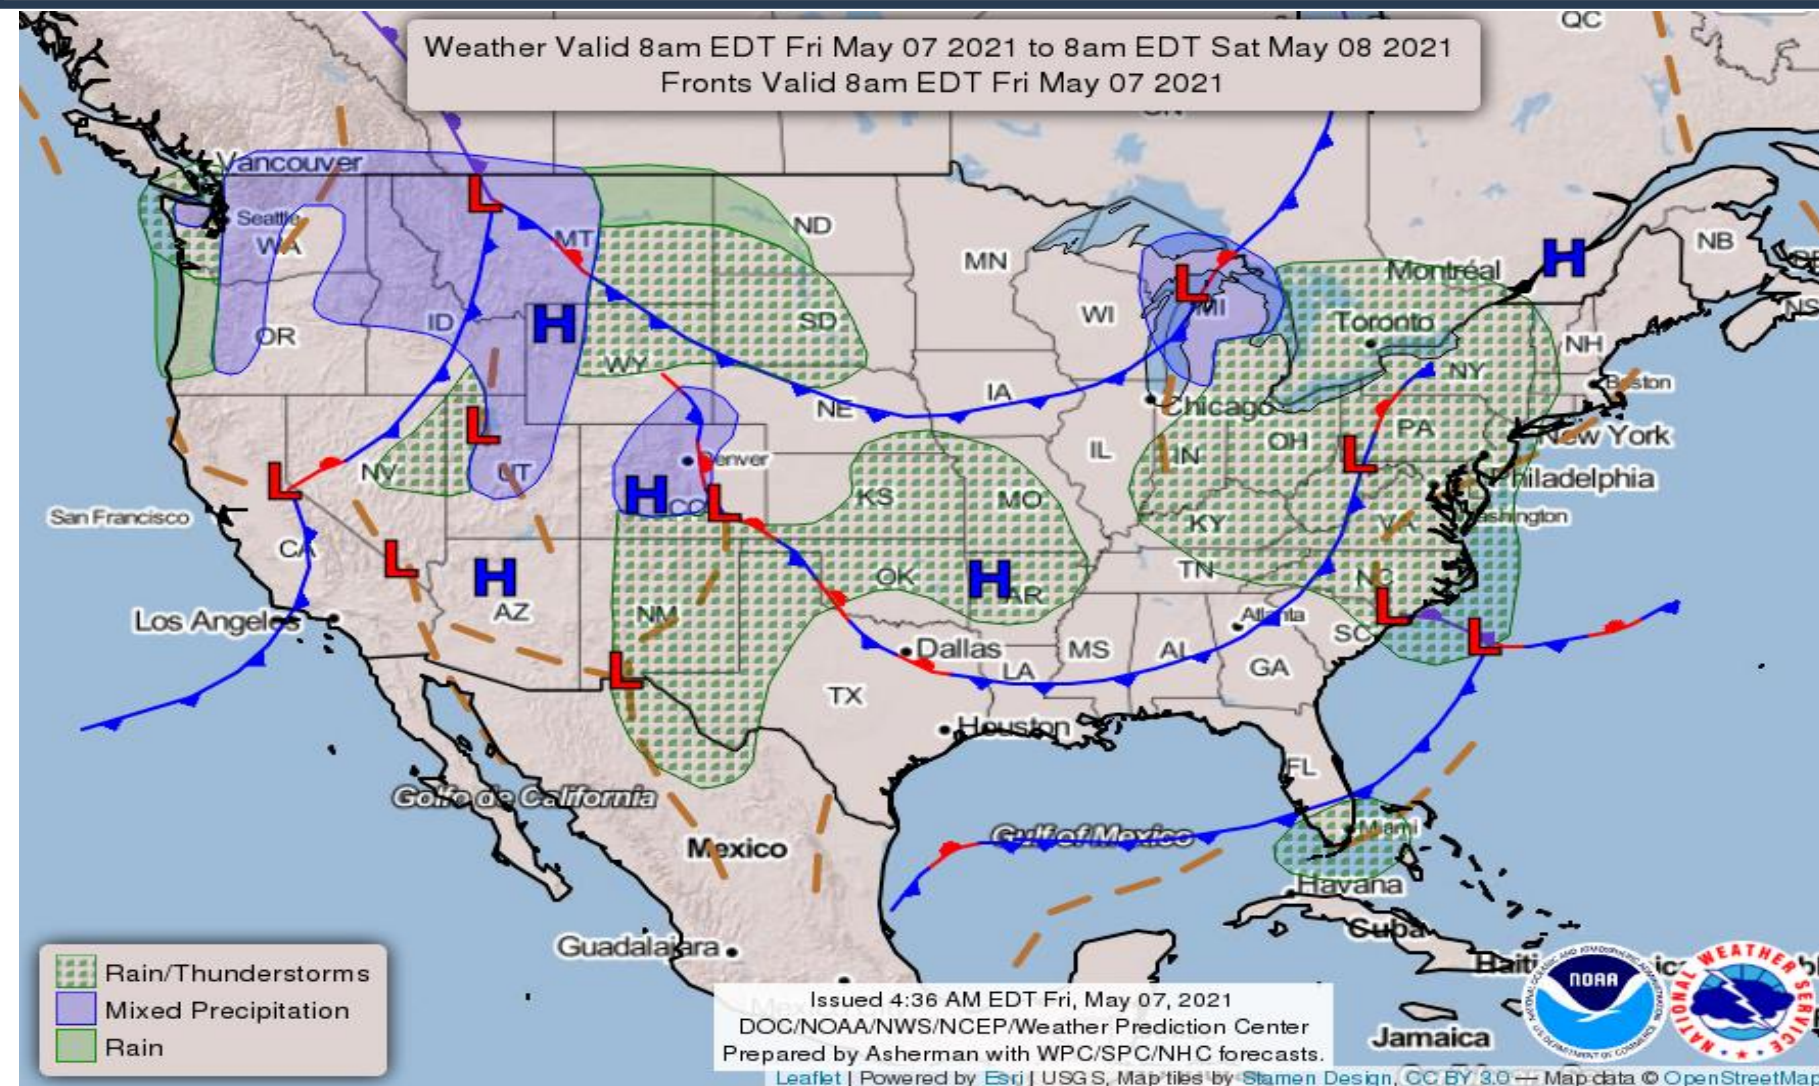 QC
Weather Valid 8am EDT Fri May 07 2021 to 8am EDT Sat May 08 2021
Fronts Valid 8am EDT Fri May 07 2021
Vancouver
L
Seattle
WA
MT
ND
MN
NB
H
Montréal
L
MI
NS
OR
ID
H
SD
WI
Toronto
NH
WY
NY
Boston
IA
NE
Chicago
L
PA
OH
New York
IL
IN
L
Denver
NV
UT
Philadelphia
L
H
CO
L
KS
MO
San Francisco
KY
VA
Washington
CA
L
H
AZ
OK
H
AR
TN
NC
L
Los Angeles
NM
Atlanta
SC
L
Dallas
MS
AL
L
LA
GA
TX
Houston
FL
Golfo de California
Gulf of Mexico
Miami
Mexico
Havana
Cuba
Guadalajara
Haiti
Rain/Thunderstorms
Mixed Precipitation
Rain
Issued 4:36 AM EDT Fri, May 07, 2021
DOC/NOAA/NWS/NCEP/Weather Prediction Center
Prepared by Asherman with WPC/SPC/NHC forecasts.
NOAA
NATIONAL WEATHER SERVICE
Jamaica
Leaflet | Powered by Esri | USGS, Map tiles by Stamen Design, CC BY 3.0 — Map data © OpenStreetMap